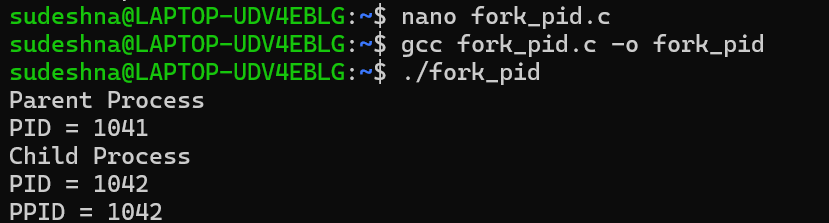 sudeshna@LAPTOP-UDV4EBLG:~$ nano fork_pid.c
sudeshna@LAPTOP-UDV4EBLG:~$ gcc fork_pid.c -o fork_pid
sudeshna@LAPTOP-UDV4EBLG:~$ ./fork_pid
Parent Process
PID = 1041
Child Process
PID = 1042
PPID = 1042